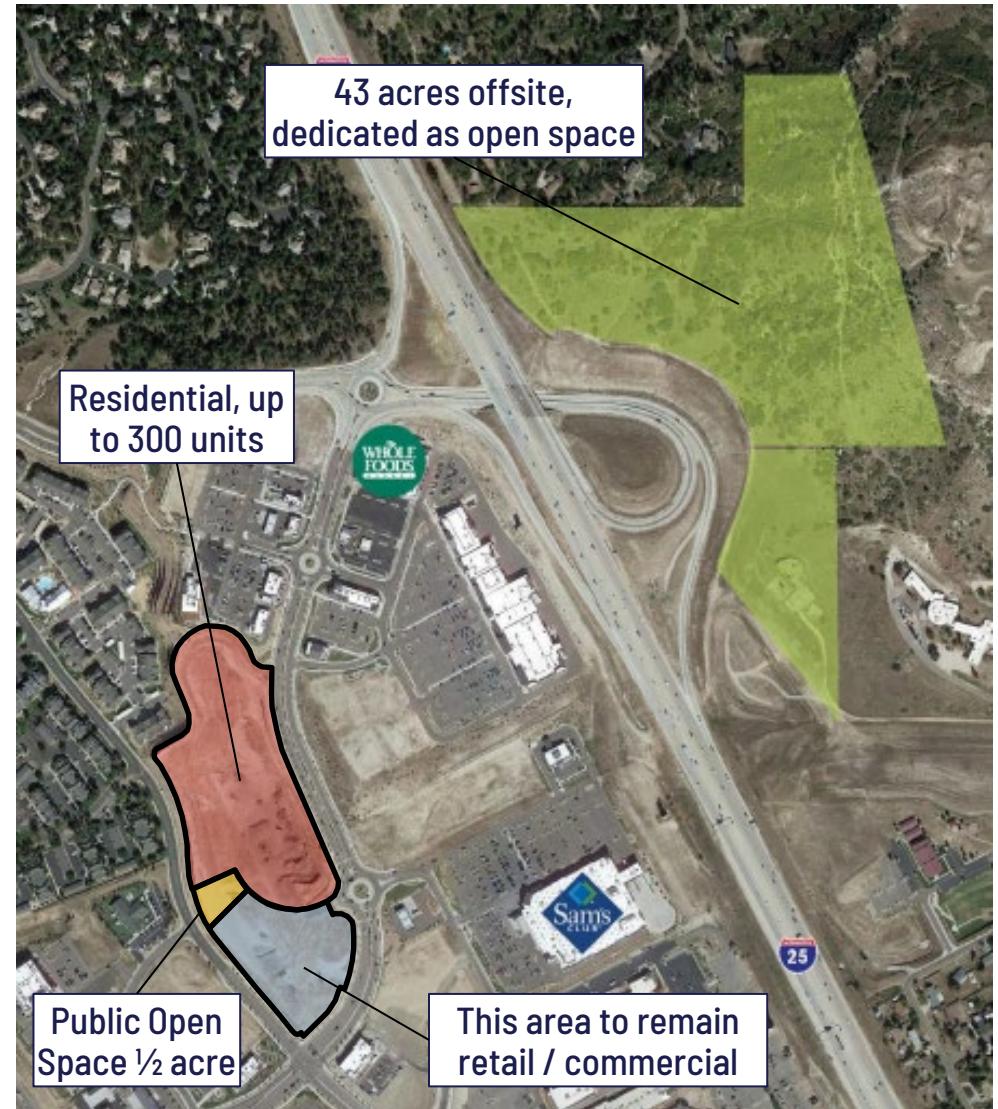 43 acres offsite,
dedicated as open space
Residential, up
to 300 units
WHOLE
FOODS
MARKET
Sam's
CLUB
25
Public Open
Space ½ acre
This area to remain
retail / commercial